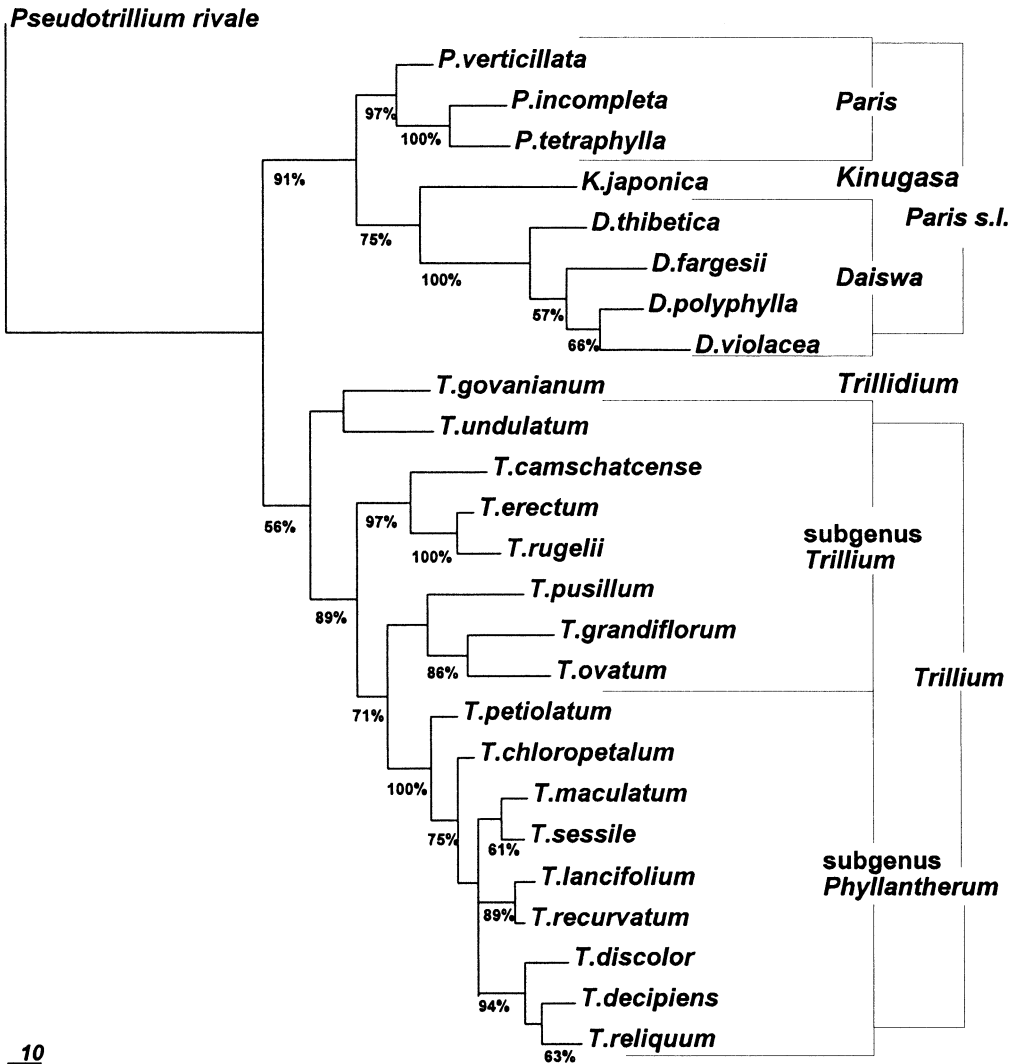 Pseudotrillium rivale
P.verticillata
97%
P.incompleta
Paris
100%
P.tetraphylla
91%
K.japonica
Kinugasa
75%
D.thibetica
Paris s.l.
100%
D.fargesii
Daiswa
57%
D.polyphylla
66%
D.violacea
T.govanianum
Trillidium
T.undulatum
56%
T.camschatcense
97%
T.erectum
100%
T.rugelii
subgenus
Trillium
89%
T.pusillum
T.grandiflorum
86%
T.ovatum
Trillium
71%
T.petiolatum
100%
T.chloropetalum
75%
T.maculatum
T.sessile
61%
T.lancifolium
subgenus
Phyllantherum
89%
T.recurvatum
T.discolor
94%
T.decipiens
T.reliquum
63%
10